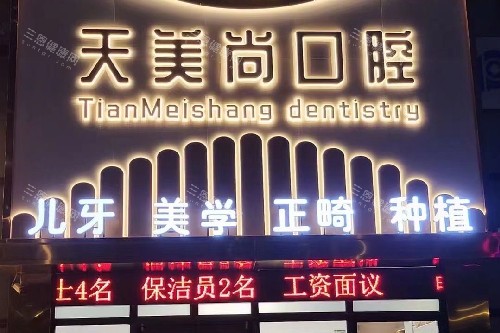 天美尚口腔
TianMeishang dentistry
儿牙 美学 正畸 种植
士4名 保洁员2名 工资面议